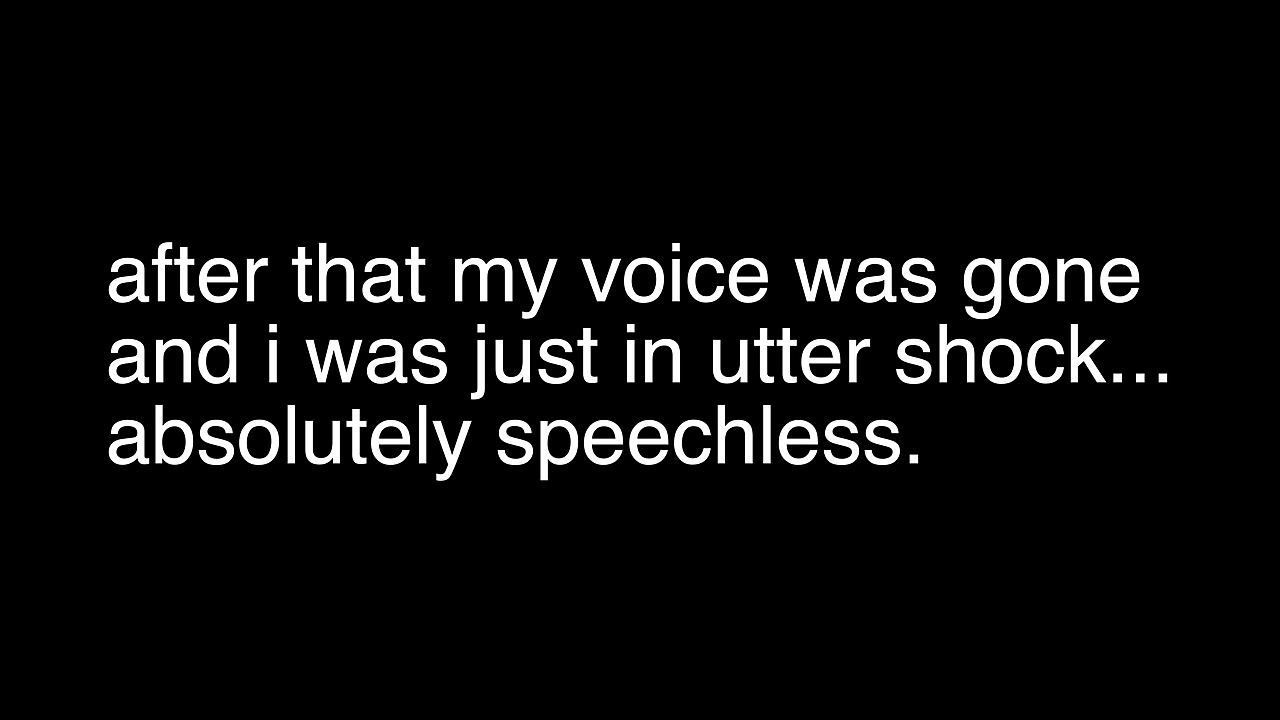 after that my voice was gone
and i was just in utter shock...
absolutely speechless.